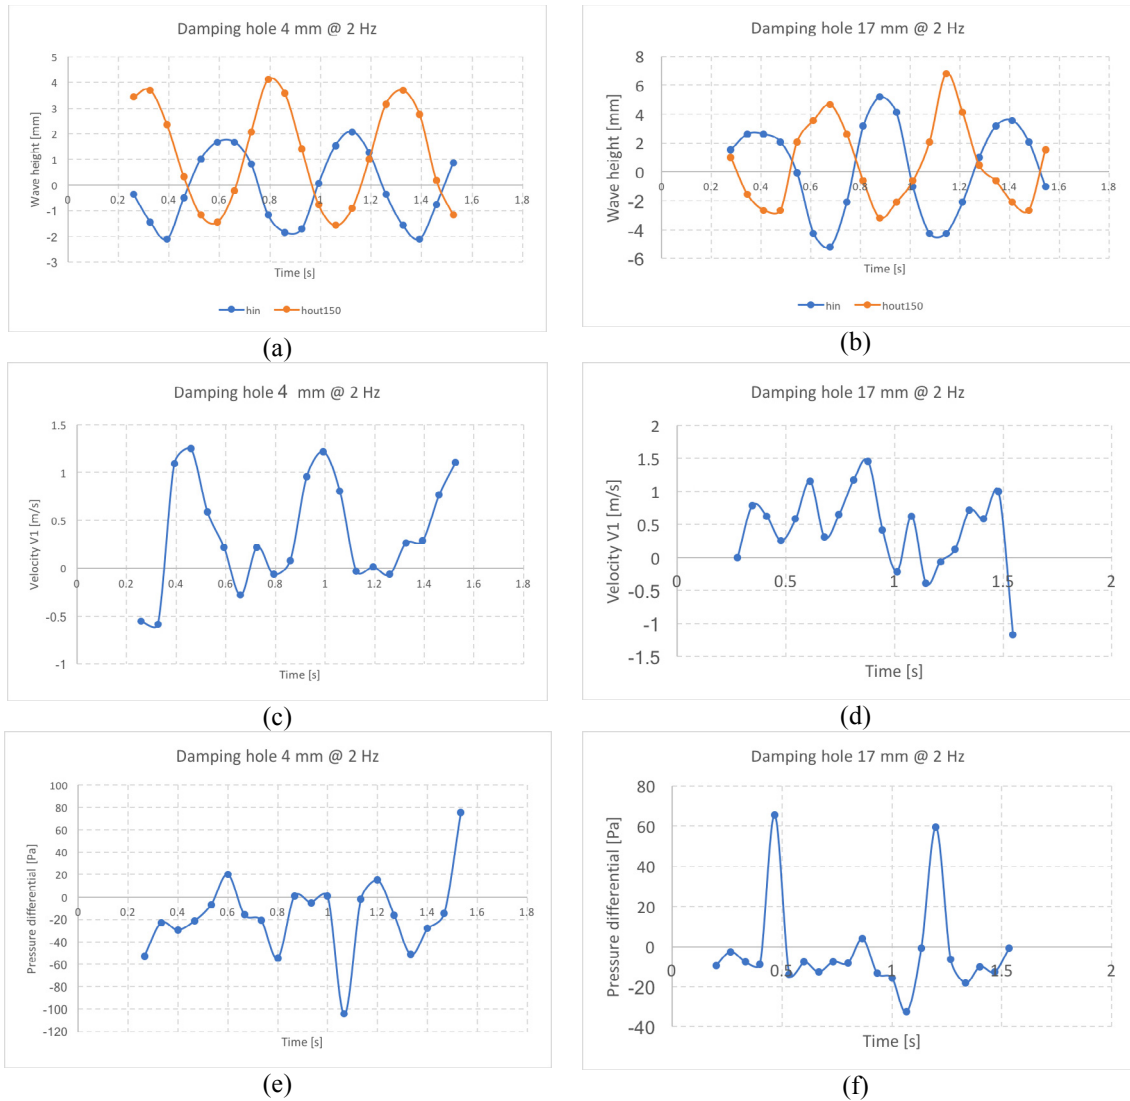 Damping hole 4 mm @ 2 Hz
Wave height [mm]
5
4
3
2
1
0
-1
-2
-3
0 0.2 0.4 0.6 0.8 1 1.2 1.4 1.6 1.8
Time [s]
hin hout150
(a)
Damping hole 17 mm @ 2 Hz
Wave height [mm]
8
6
4
2
0
-2
-4
-6
0 0.2 0.4 0.6 0.8 1 1.2 1.4 1.6 1.8
Time [s]
hin hout150
(b)
Damping hole 4 mm @ 2 Hz
Velocity V1 [m/s]
1.5
1
0.5
0
-0.5
-1
0 0.2 0.4 0.6 0.8 1 1.2 1.4 1.6 1.8
Time [s]
(c)
Damping hole 17 mm @ 2 Hz
Velocity V1 [m/s]
2
1.5
1
0.5
0
-0.5
-1
-1.5
0 0.5 1 1.5 2
Time [s]
(d)
Damping hole 4 mm @ 2 Hz
Pressure differential [Pa]
100
80
60
40
20
0
-20
-40
-60
-80
-100
-120
0 0.2 0.4 0.6 0.8 1 1.2 1.4 1.6 1.8
Time [s]
(e)
Damping hole 17 mm @ 2 Hz
Pressure differential [Pa]
80
60
40
20
0
-20
-40
0 0.5 1 1.5 2
Time [s]
(f)